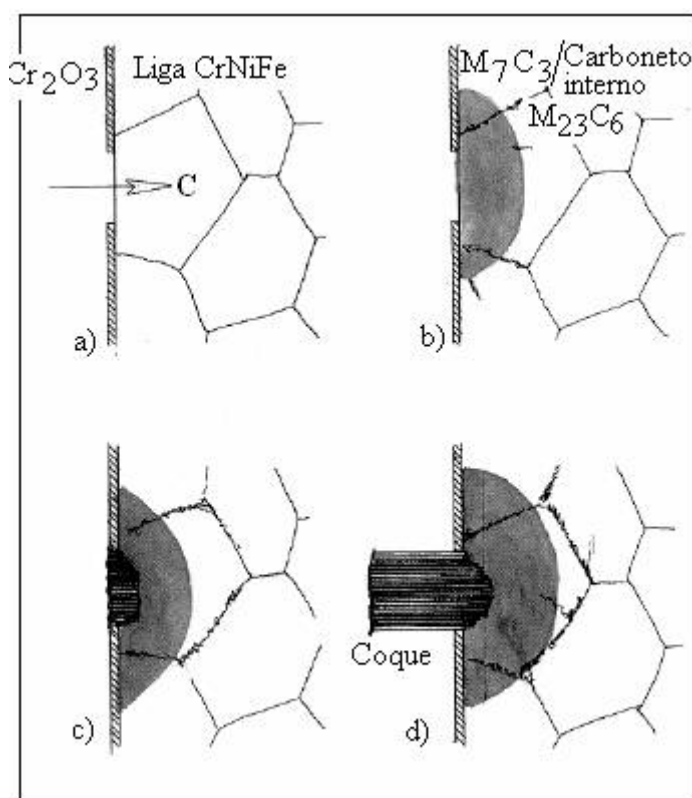 Cr₂O₃
Liga CrNiFe
C
a)
M₇C₃/Carboneto
interno
M₂₃C₆
b)
c)
Coque
d)